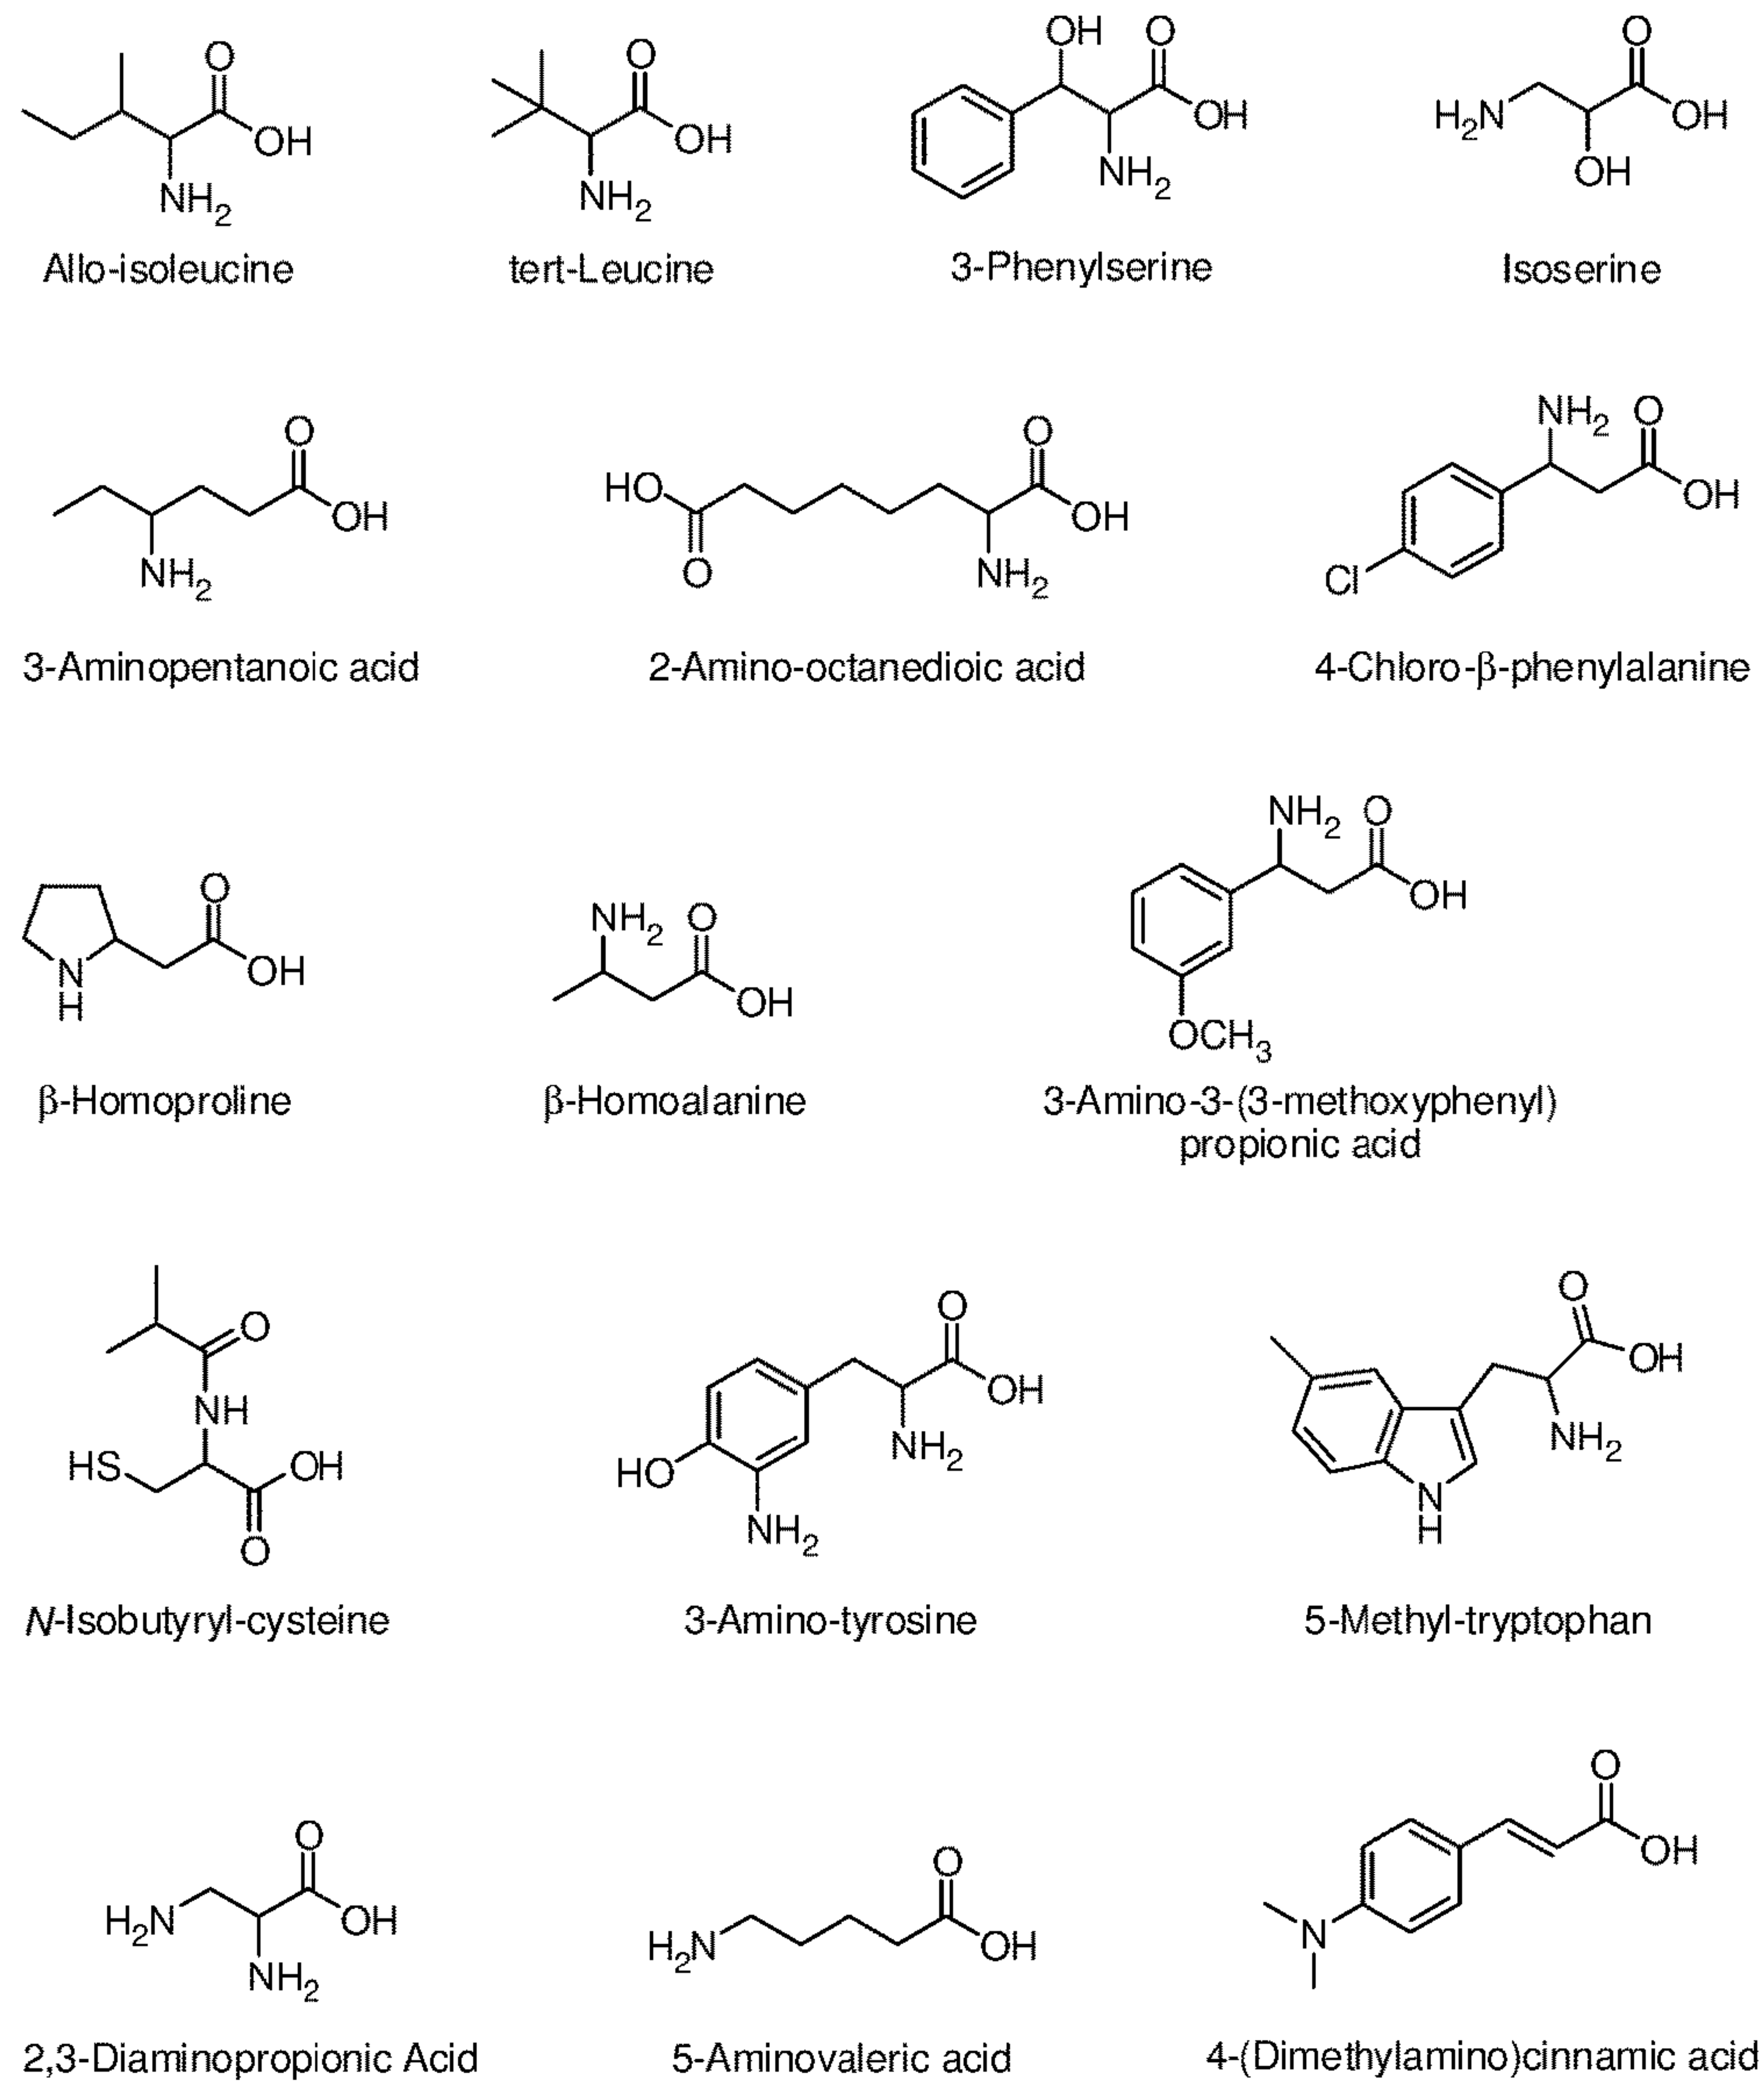 O
OH
NH2
Allo-isoleucine
O
OH
NH2
tert-Leucine
OH
O
OH
NH2
3-Phenylserine
O
H2N
OH
OH
Isoserine
O
OH
NH2
3-Aminopentanoic acid
O
HO
OH
O
NH2
2-Amino-octanedioic acid
NH2
O
OH
Cl
4-Chloro-β-phenylalanine
O
OH
N
H
β-Homoproline
NH2
O
OH
β-Homoalanine
NH2
O
OH
OCH3
3-Amino-3-(3-methoxyphenyl)
propionic acid
O
NH
HS
OH
O
N-Isobutyryl-cysteine
O
OH
NH2
HO
NH2
3-Amino-tyrosine
O
OH
NH2
N
H
5-Methyl-tryptophan
O
H2N
OH
NH2
2,3-Diaminopropionic Acid
O
H2N
OH
5-Aminovaleric acid
O
OH
N
4-(Dimethylamino)cinnamic acid